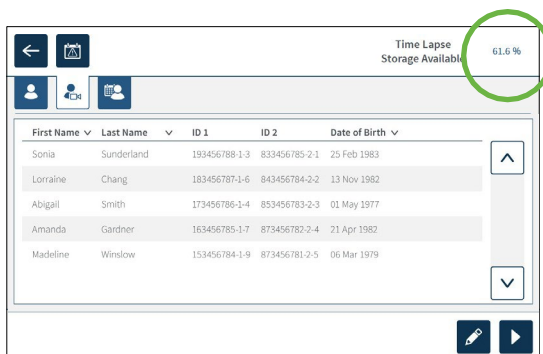 Time Lapse
Storage Available 61.6 %
First Name Last Name ID 1 ID 2 Date of Birth
Sonia Sunderland 193456788-1-3 833456785-2-1 25 Feb 1983
Lorraine Chang 183456787-1-6 843456784-2-2 13 Nov 1982
Abigail Smith 173456786-1-4 853456783-2-3 01 May 1977
Amanda Gardner 163456785-1-7 873456782-2-4 21 Apr 1982
Madeline Winslow 153456784-1-9 873456781-2-5 06 Mar 1979